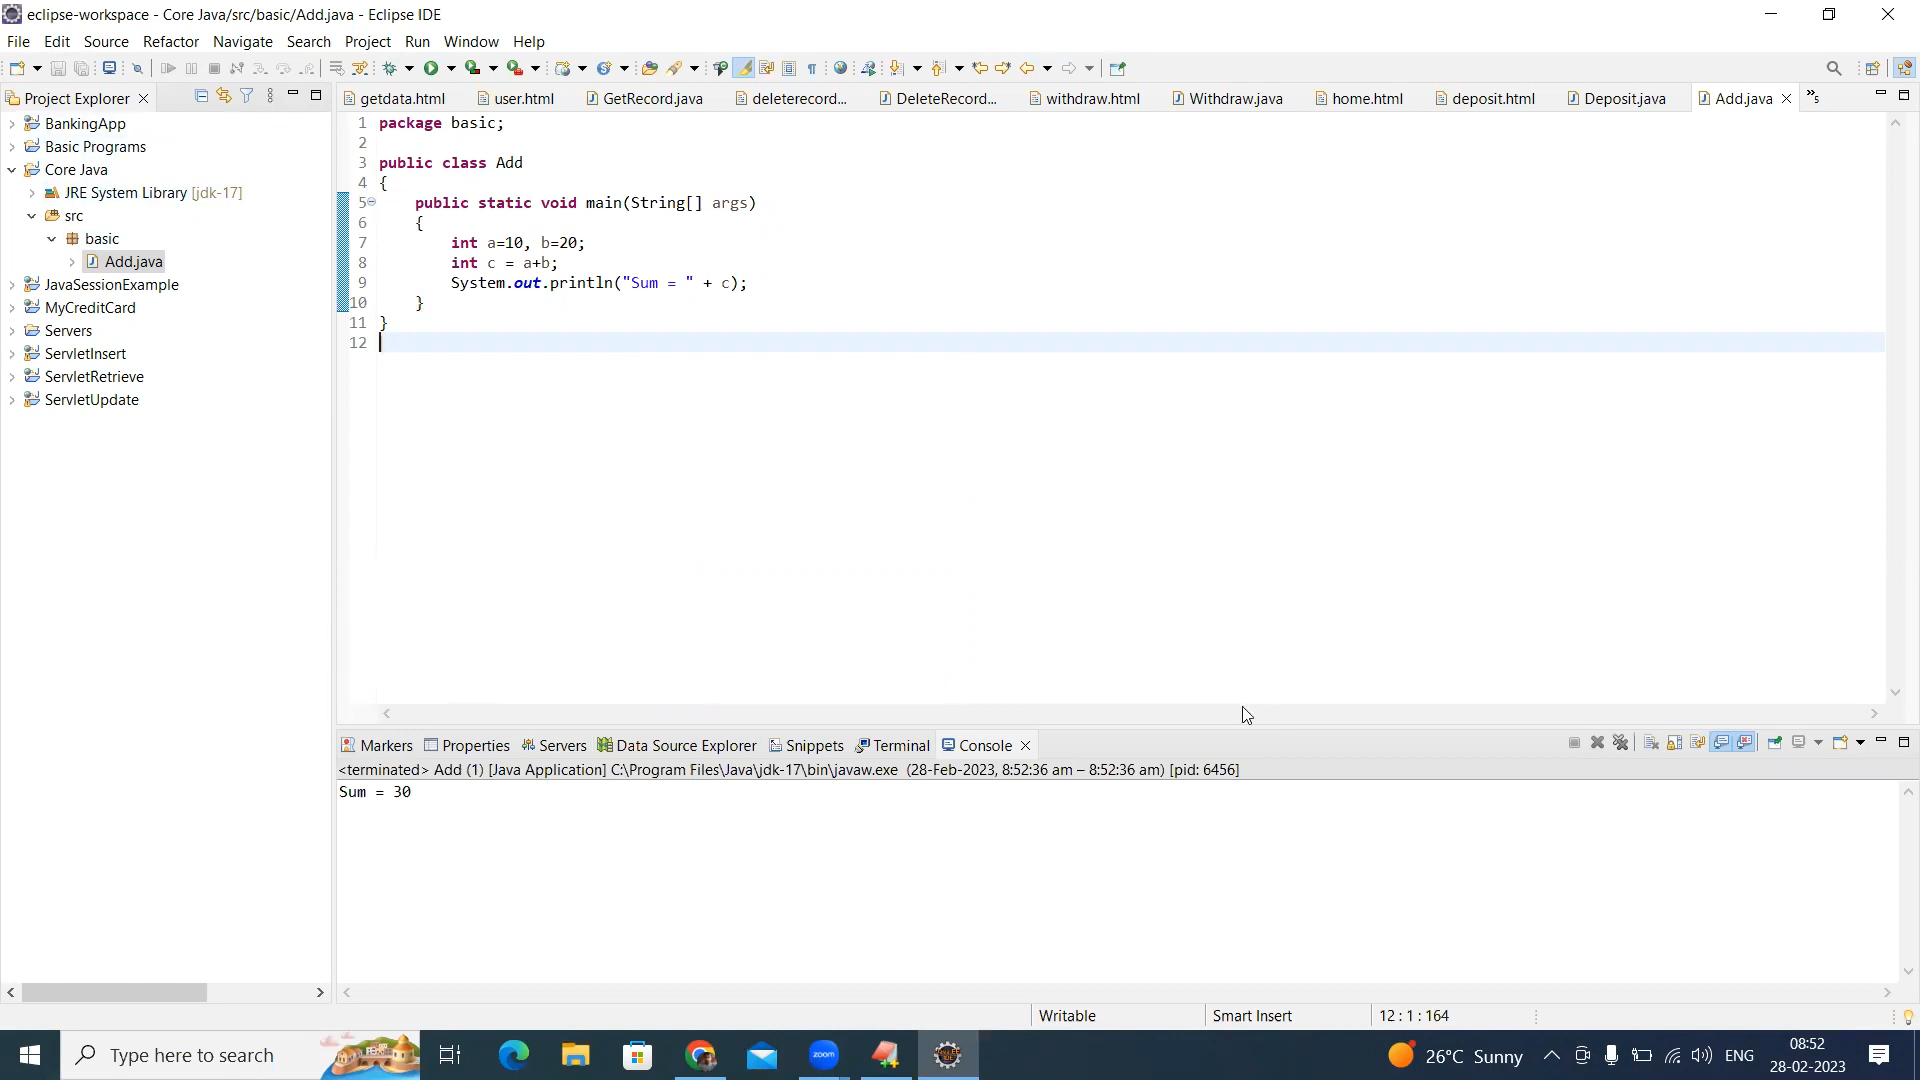 eclipse-workspace - Core Java/src/basic/Add.java - Eclipse IDE
File Edit Source Refactor Navigate Search Project Run Window Help
Project Explorer
getdata.html user.html GetRecord.java deleterecord... DeleteRecord... withdraw.html Withdraw.java home.html deposit.html Deposit.java Add.java »5
BankingApp
Basic Programs
Core Java
JRE System Library [jdk-17]
src
basic
Add.java
JavaSessionExample
MyCreditCard
Servers
ServletInsert
ServletRetrieve
ServletUpdate
1 package basic;
2
3 public class Add
4 {
5 public static void main(String[] args)
6 {
7 int a=10, b=20;
8 int c = a+b;
9 System.out.println("Sum = " + c);
10 }
11 }
12
Markers Properties Servers Data Source Explorer Snippets Terminal Console
<terminated> Add (1) [Java Application] C:\Program Files\Java\jdk-17\bin\javaw.exe (28-Feb-2023, 8:52:36 am – 8:52:36 am) [pid: 6456]
Sum = 30
Writable Smart Insert 12 : 1 : 164
Type here to search
zoom
26°C Sunny
ENG
08:52
28-02-2023